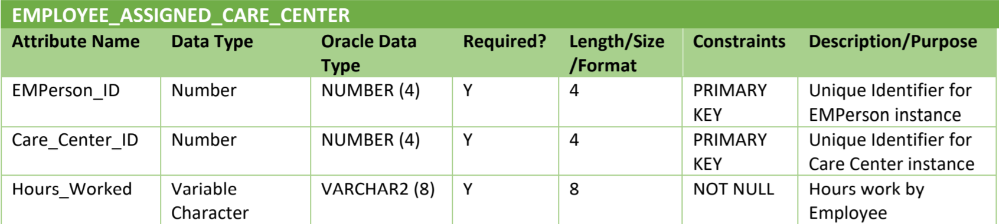 EMPLOYEE_ASSIGNED_CARE_CENTER
Attribute Name Data Type Oracle Data Type Required? Length/Size /Format Constraints Description/Purpose
EMPerson_ID Number NUMBER (4) Y 4 PRIMARY KEY Unique Identifier for EMPerson instance
Care_Center_ID Number NUMBER (4) Y 4 PRIMARY KEY Unique Identifier for Care Center instance
Hours_Worked Variable Character VARCHAR2 (8) Y 8 NOT NULL Hours work by Employee